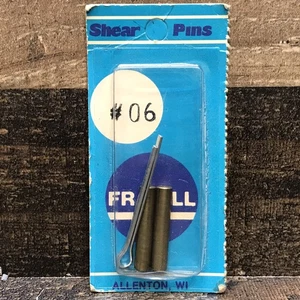 Shear Pins
#06
ALLENTON, WI